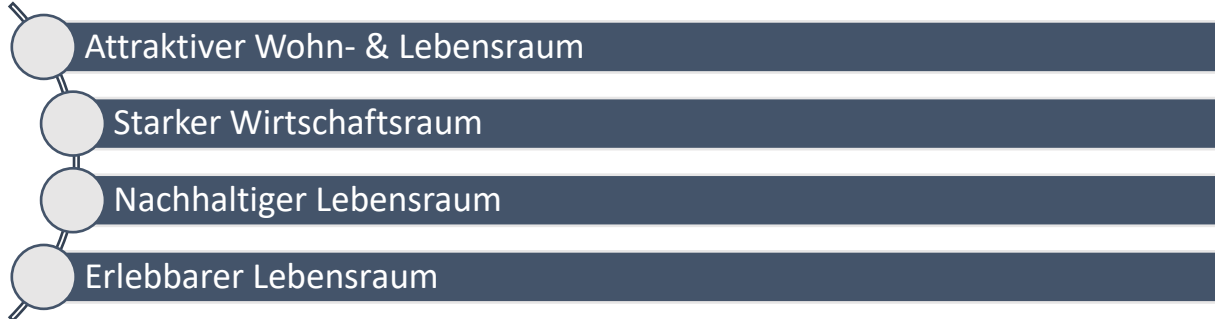 Attraktiver Wohn- & Lebensraum
Starker Wirtschaftsraum
Nachhaltiger Lebensraum
Erlebbarer Lebensraum